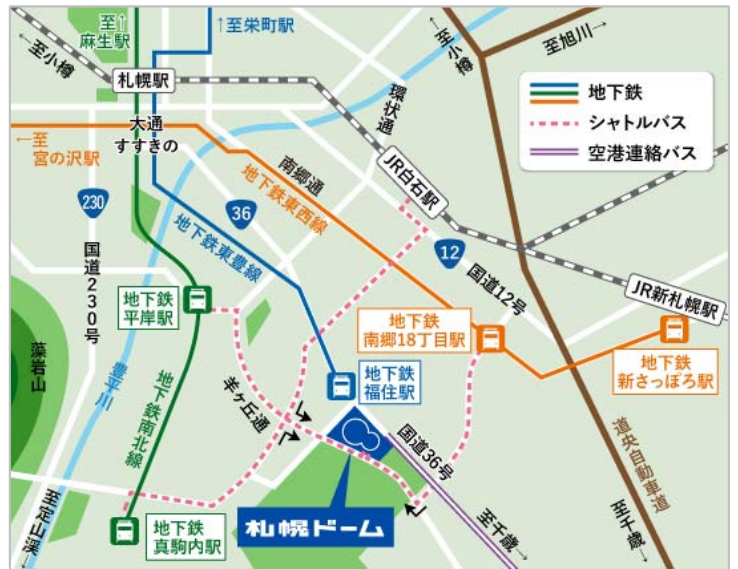 至↑
麻生駅
↑至栄町駅
←至小樽
←至小樽
至旭川→
札幌駅
環状通
地下鉄
シャトルバス
空港連絡バス
大通
すすきの
←至
宮の沢駅
南郷通
地下鉄東西線
JR白石駅
230
36
12
国道230号
地下鉄東豊線
国道12号
JR新札幌駅
地下鉄
平岸駅
地下鉄
南郷18丁目駅
地下鉄
新さっぽろ駅
藻岩山
豊平川
地下鉄南北線
羊ヶ丘通
地下鉄
福住駅
国道36号
道央自動車道
至定山渓→
地下鉄
真駒内駅
札幌ドーム
至千歳→
至千歳→